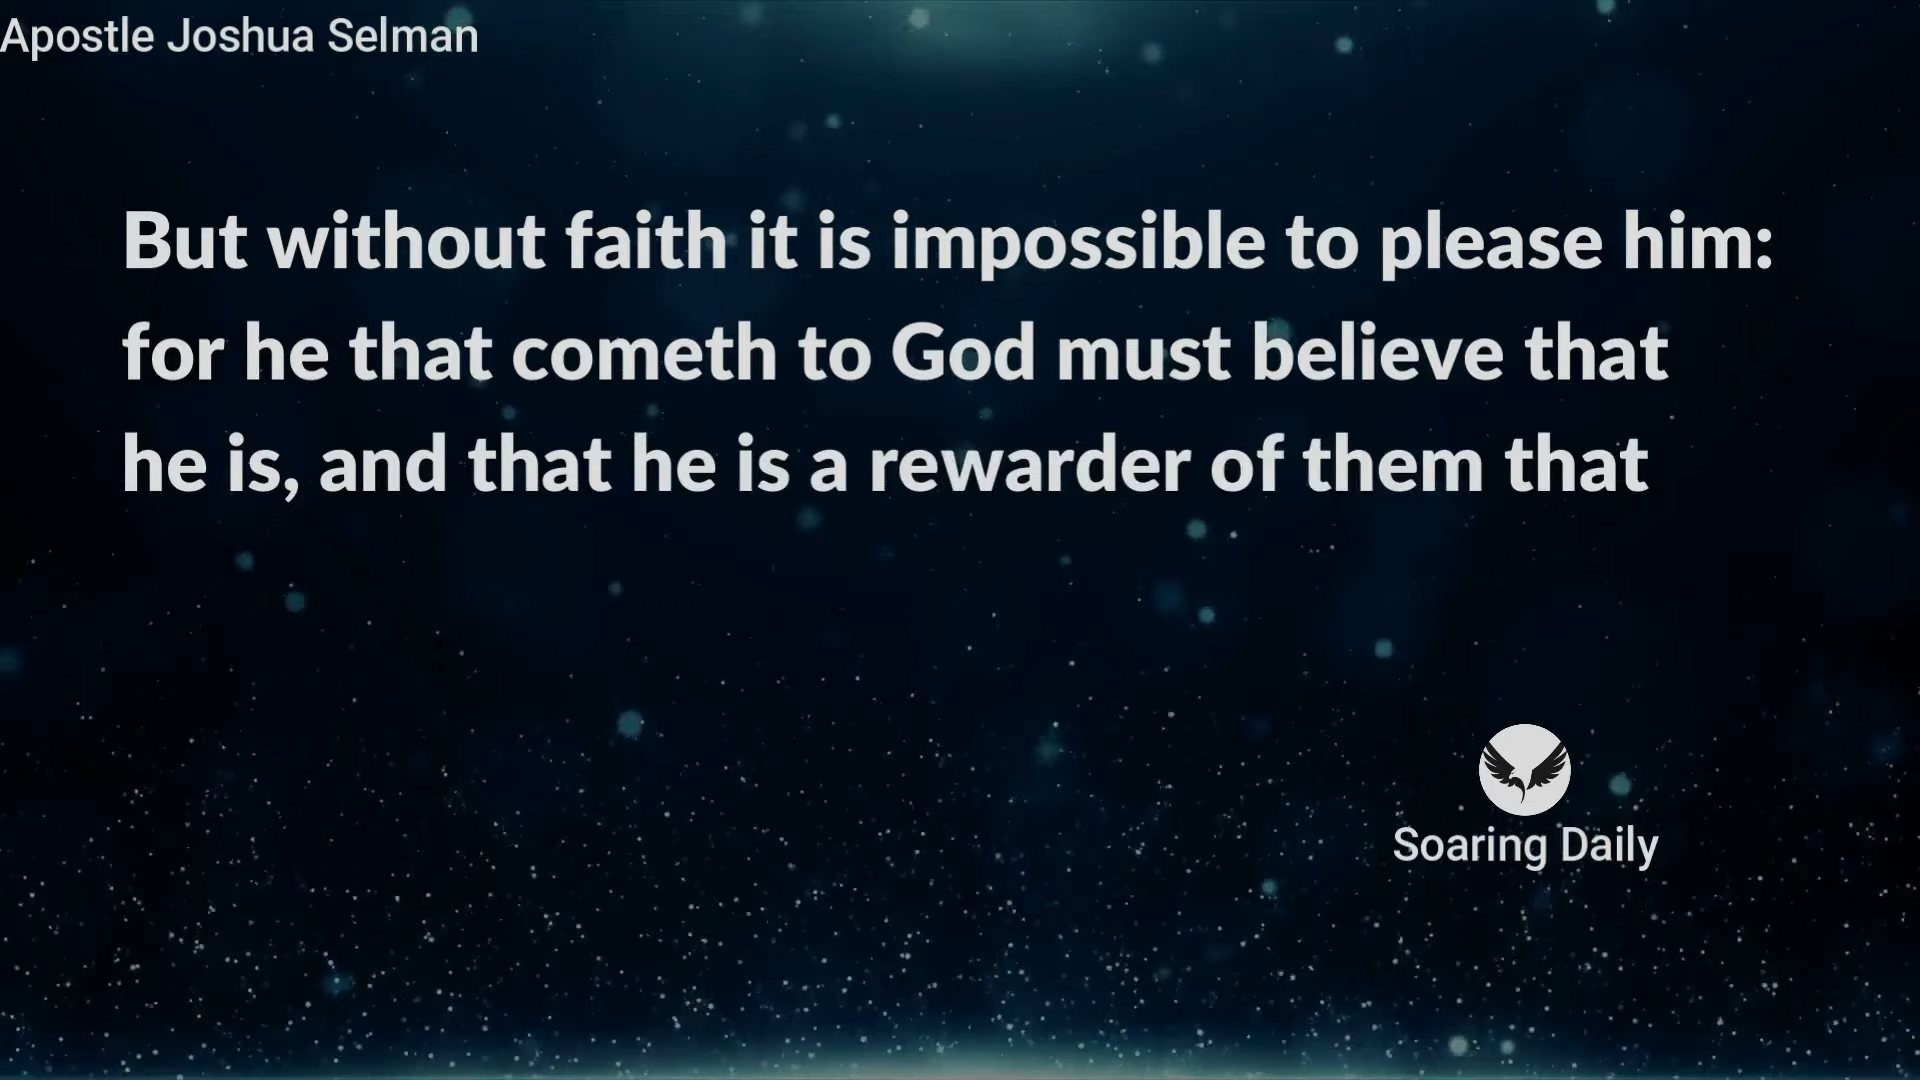 Apostle Joshua Selman
But without faith it is impossible to please him:
for he that cometh to God must believe that
he is, and that he is a rewarder of them that
Soaring Daily